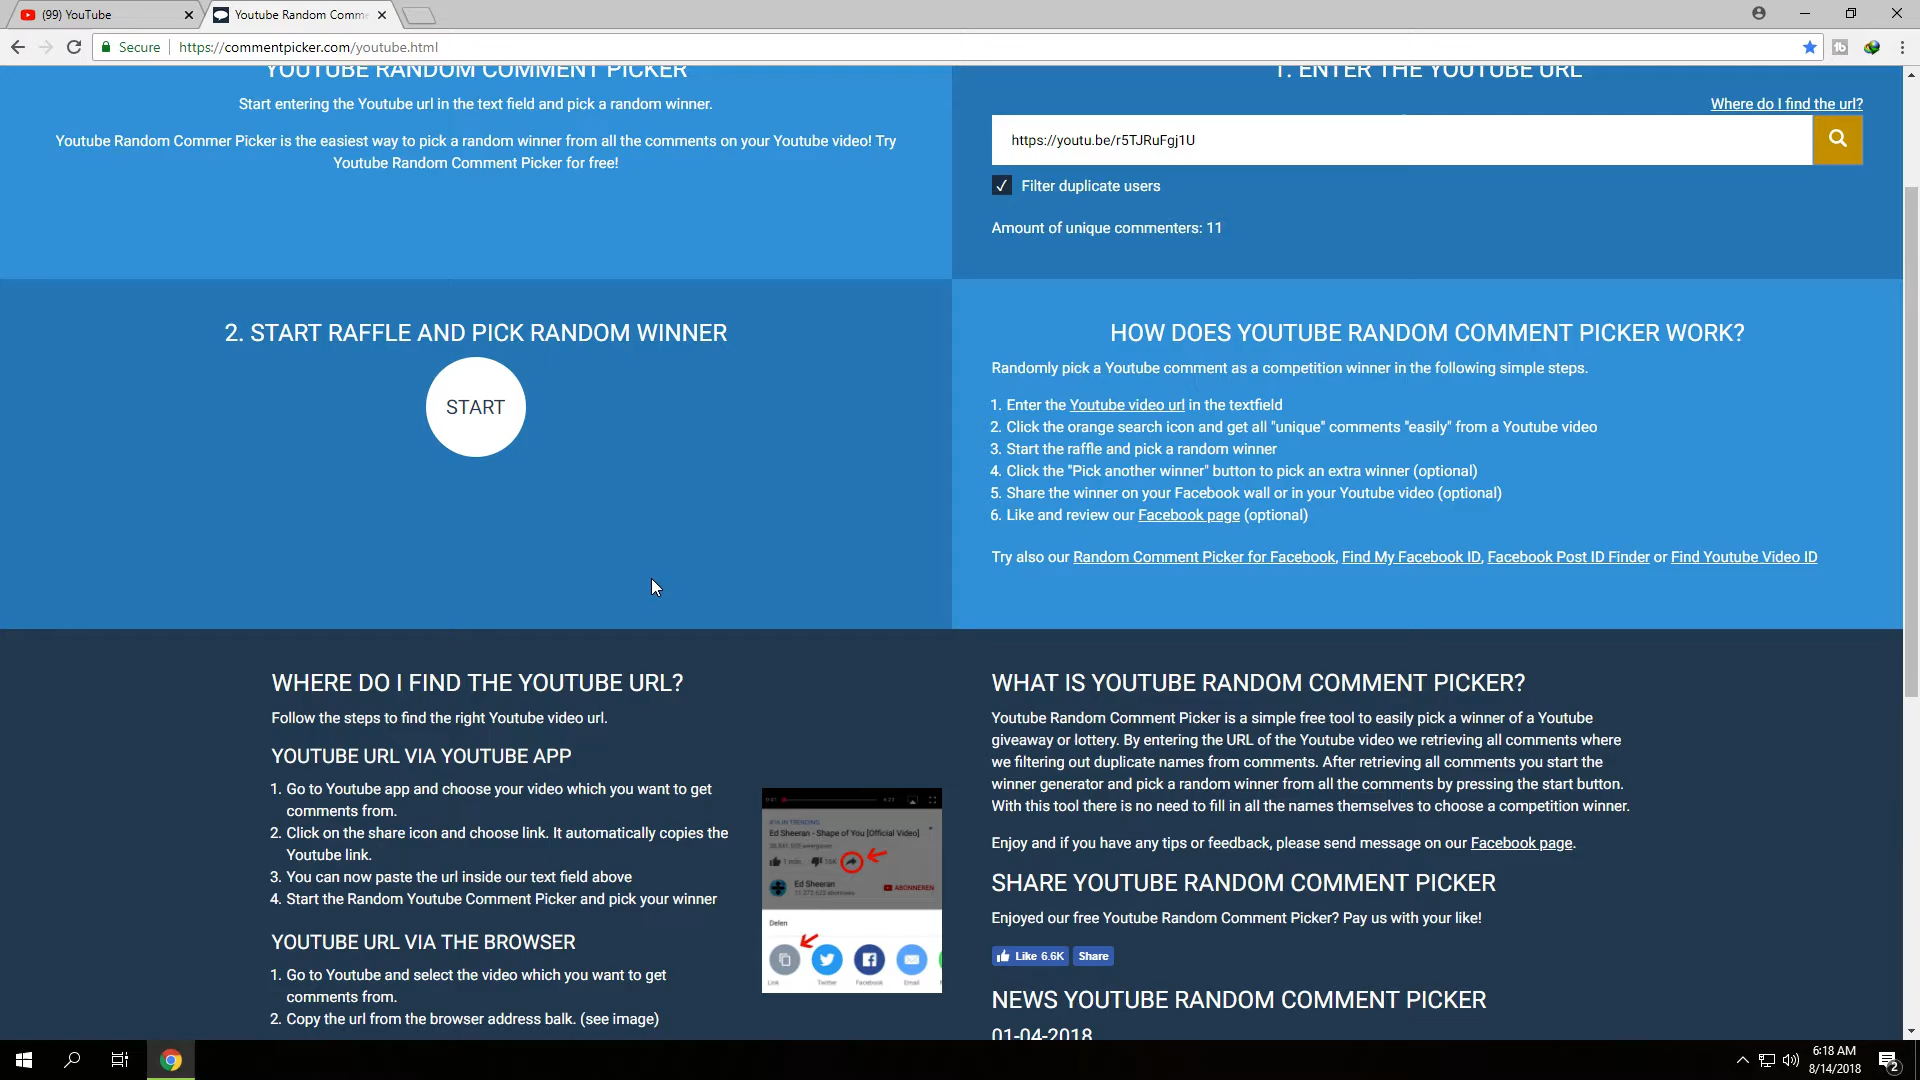 (99) YouTube
Youtube Random Comm
Secure
https://commentpicker.com/youtube.html
YOUTUBE RANDOM COMMENT PICKER
Start entering the Youtube url in the text field and pick a random winner.
Youtube Random Commer Picker is the easiest way to pick a random winner from all the comments on your Youtube video! Try
Youtube Random Comment Picker for free!
1. ENTER THE YOUTUBE URL
Where do I find the url?
https://youtu.be/r5TJRuFgj1U
Filter duplicate users
Amount of unique commenters: 11
2. START RAFFLE AND PICK RANDOM WINNER
START
HOW DOES YOUTUBE RANDOM COMMENT PICKER WORK?
Randomly pick a Youtube comment as a competition winner in the following simple steps.
1. Enter the Youtube video url in the textfield
2. Click the orange search icon and get all "unique" comments "easily" from a Youtube video
3. Start the raffle and pick a random winner
4. Click the "Pick another winner" button to pick an extra winner (optional)
5. Share the winner on your Facebook wall or in your Youtube video (optional)
6. Like and review our Facebook page (optional)
Try also our Random Comment Picker for Facebook, Find My Facebook ID, Facebook Post ID Finder or Find Youtube Video ID
WHERE DO I FIND THE YOUTUBE URL?
Follow the steps to find the right Youtube video url.
YOUTUBE URL VIA YOUTUBE APP
1. Go to Youtube app and choose your video which you want to get
comments from.
2. Click on the share icon and choose link. It automatically copies the
Youtube link.
3. You can now paste the url inside our text field above
4. Start the Random Youtube Comment Picker and pick your winner
YOUTUBE URL VIA THE BROWSER
1. Go to Youtube and select the video which you want to get
comments from.
2. Copy the url from the browser address balk. (see image)
#14 IN TRENDING
Ed Sheeran - Shape of You [Official Video]
1 mln.
16K
Ed Sheeran
ABONNEREN
Delen
Link
Twitter
Facebook
Email
WHAT IS YOUTUBE RANDOM COMMENT PICKER?
Youtube Random Comment Picker is a simple free tool to easily pick a winner of a Youtube
giveaway or lottery. By entering the URL of the Youtube video we retrieving all comments where
we filtering out duplicate names from comments. After retrieving all comments you start the
winner generator and pick a random winner from all the comments by pressing the start button.
With this tool there is no need to fill in all the names themselves to choose a competition winner.
Enjoy and if you have any tips or feedback, please send message on our Facebook page.
SHARE YOUTUBE RANDOM COMMENT PICKER
Enjoyed our free Youtube Random Comment Picker? Pay us with your like!
Like 6.6K
Share
NEWS YOUTUBE RANDOM COMMENT PICKER
01-04-2018
6:18 AM
8/14/2018
2